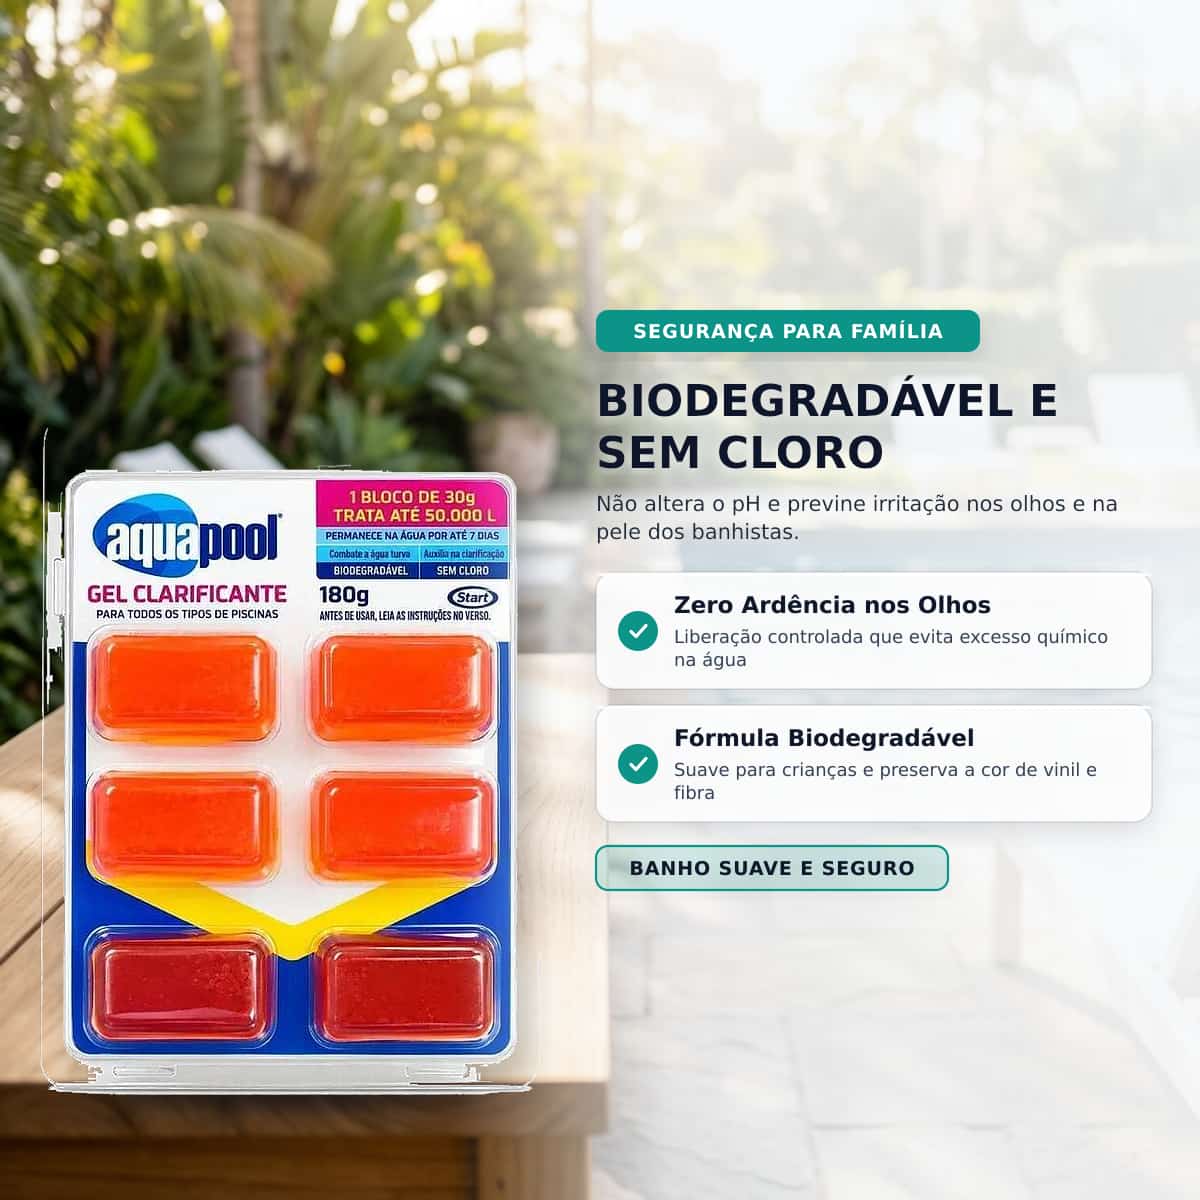 SEGURANÇA PARA FAMÍLIA
BIODEGRADÁVEL E
SEM CLORO
Não altera o pH e previne irritação nos olhos e na
pele dos banhistas.
Zero Ardência nos Olhos
Liberação controlada que evita excesso químico
na água
Fórmula Biodegradável
Suave para crianças e preserva a cor de vinil e
fibra
BANHO SUAVE E SEGURO
aquapool
GEL CLARIFICANTE
PARA TODOS OS TIPOS DE PISCINAS
1 BLOCO DE 30g
TRATA ATÉ 50.000 L
PERMANECE NA ÁGUA POR ATÉ 7 DIAS
Combate a água turva Auxilia na clarificação
BIODEGRADÁVEL SEM CLORO
180g Start
ANTES DE USAR, LEIA AS INSTRUÇÕES NO VERSO.